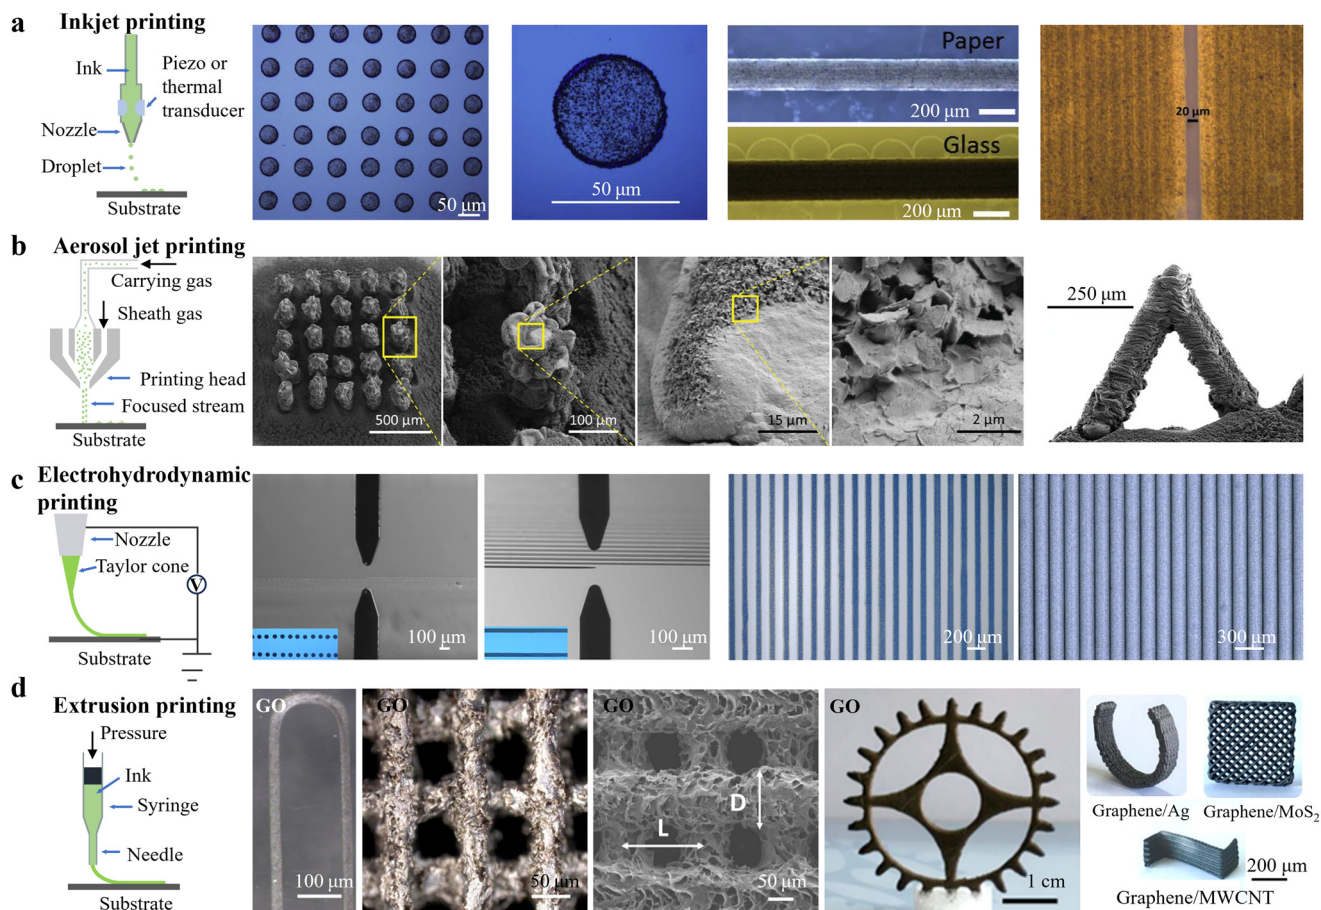 a
Inkjet printing
Ink
Piezo or
thermal
transducer
Nozzle
Droplet
Substrate
50 μm
50 μm
Paper
200 μm
Glass
200 μm
20 μm
b
Aerosol jet printing
Carrying gas
Sheath gas
Printing head
Focused stream
Substrate
500 μm
100 μm
15 μm
2 μm
250 μm
c
Electrohydrodynamic
printing
Nozzle
Taylor cone
V
Substrate
100 μm
100 μm
200 μm
300 μm
d
Extrusion printing
Pressure
Ink
Syringe
Needle
Substrate
GO
100 μm
GO
50 μm
GO
D
L
50 μm
GO
1 cm
Graphene/Ag
Graphene/MoS₂
200 μm
Graphene/MWCNT